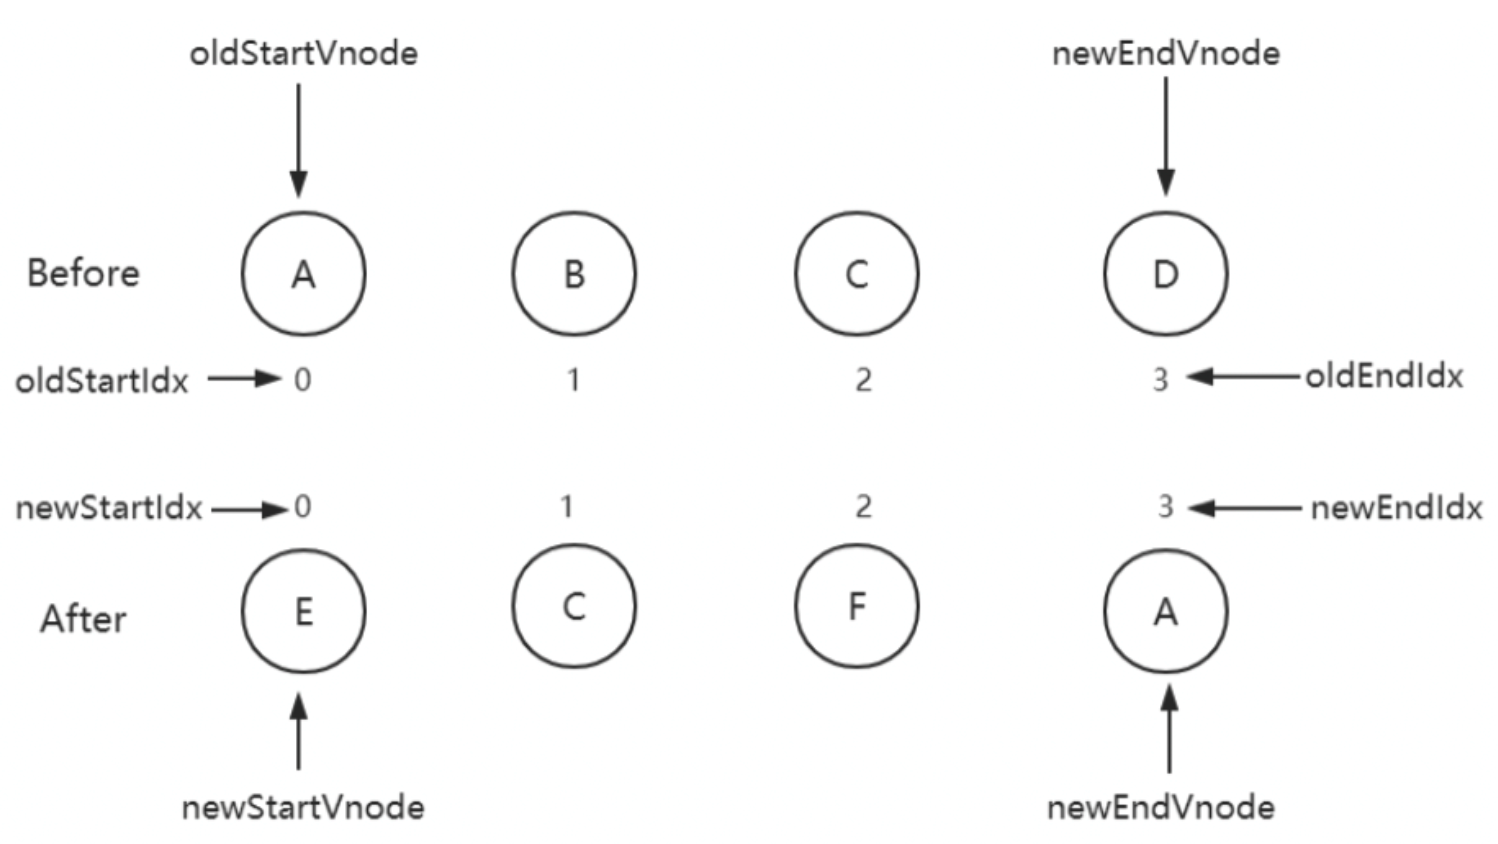 oldStartVnode newEndVnode
Before A B C D
oldStartIdx 0 1 2 3 oldEndIdx
newStartIdx 0 1 2 3 newEndIdx
After E C F A
newStartVnode newEndVnode